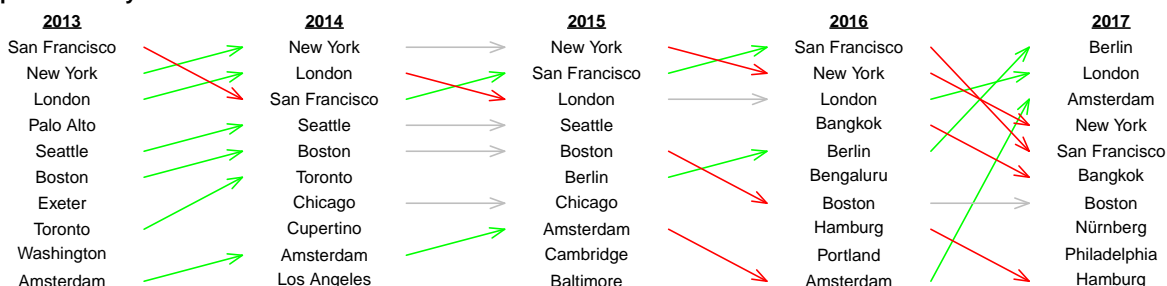 2013 2014 2015 2016 2017
San Francisco New York New York San Francisco Berlin
New York London San Francisco New York London
London San Francisco London London Amsterdam
Palo Alto Seattle Seattle Bangkok New York
Seattle Boston Boston Berlin San Francisco
Boston Toronto Berlin Bengaluru Bangkok
Exeter Chicago Chicago Boston Boston
Toronto Cupertino Amsterdam Hamburg Nürnberg
Washington Amsterdam Cambridge Portland Philadelphia
Amsterdam Los Angeles Baltimore Amsterdam Hamburg